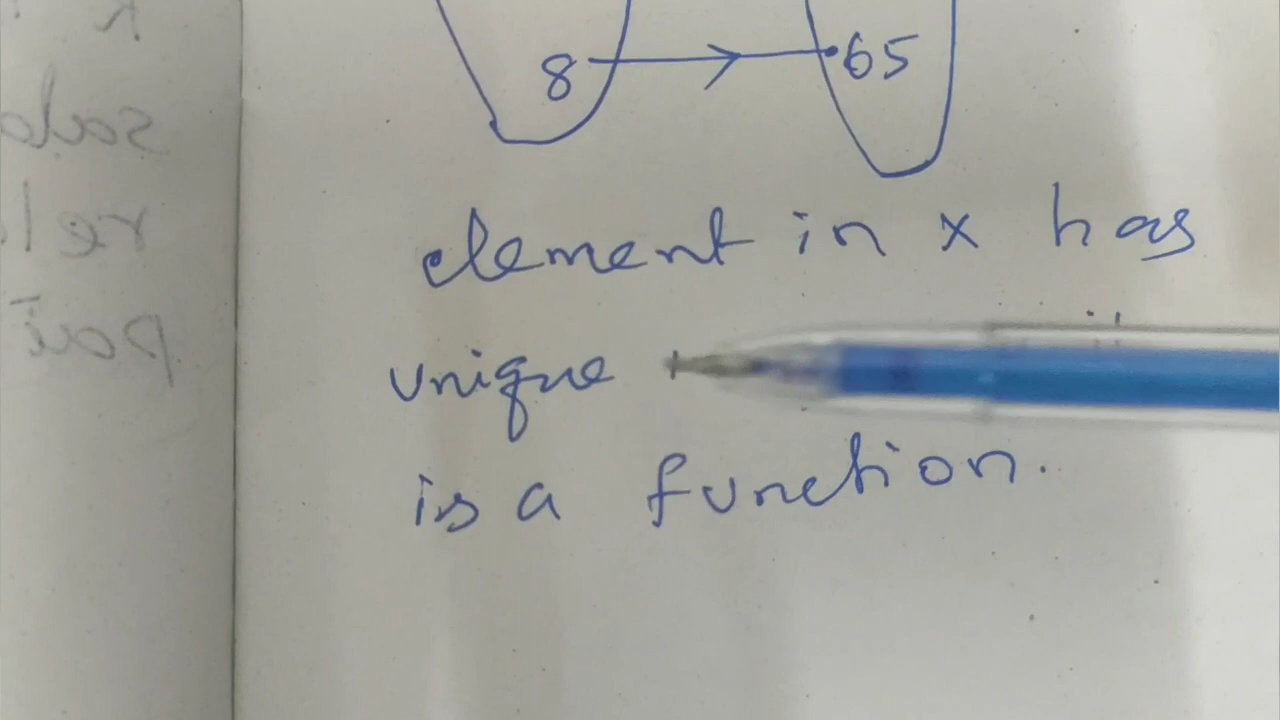 8 65
element in x has
unique
is a function.